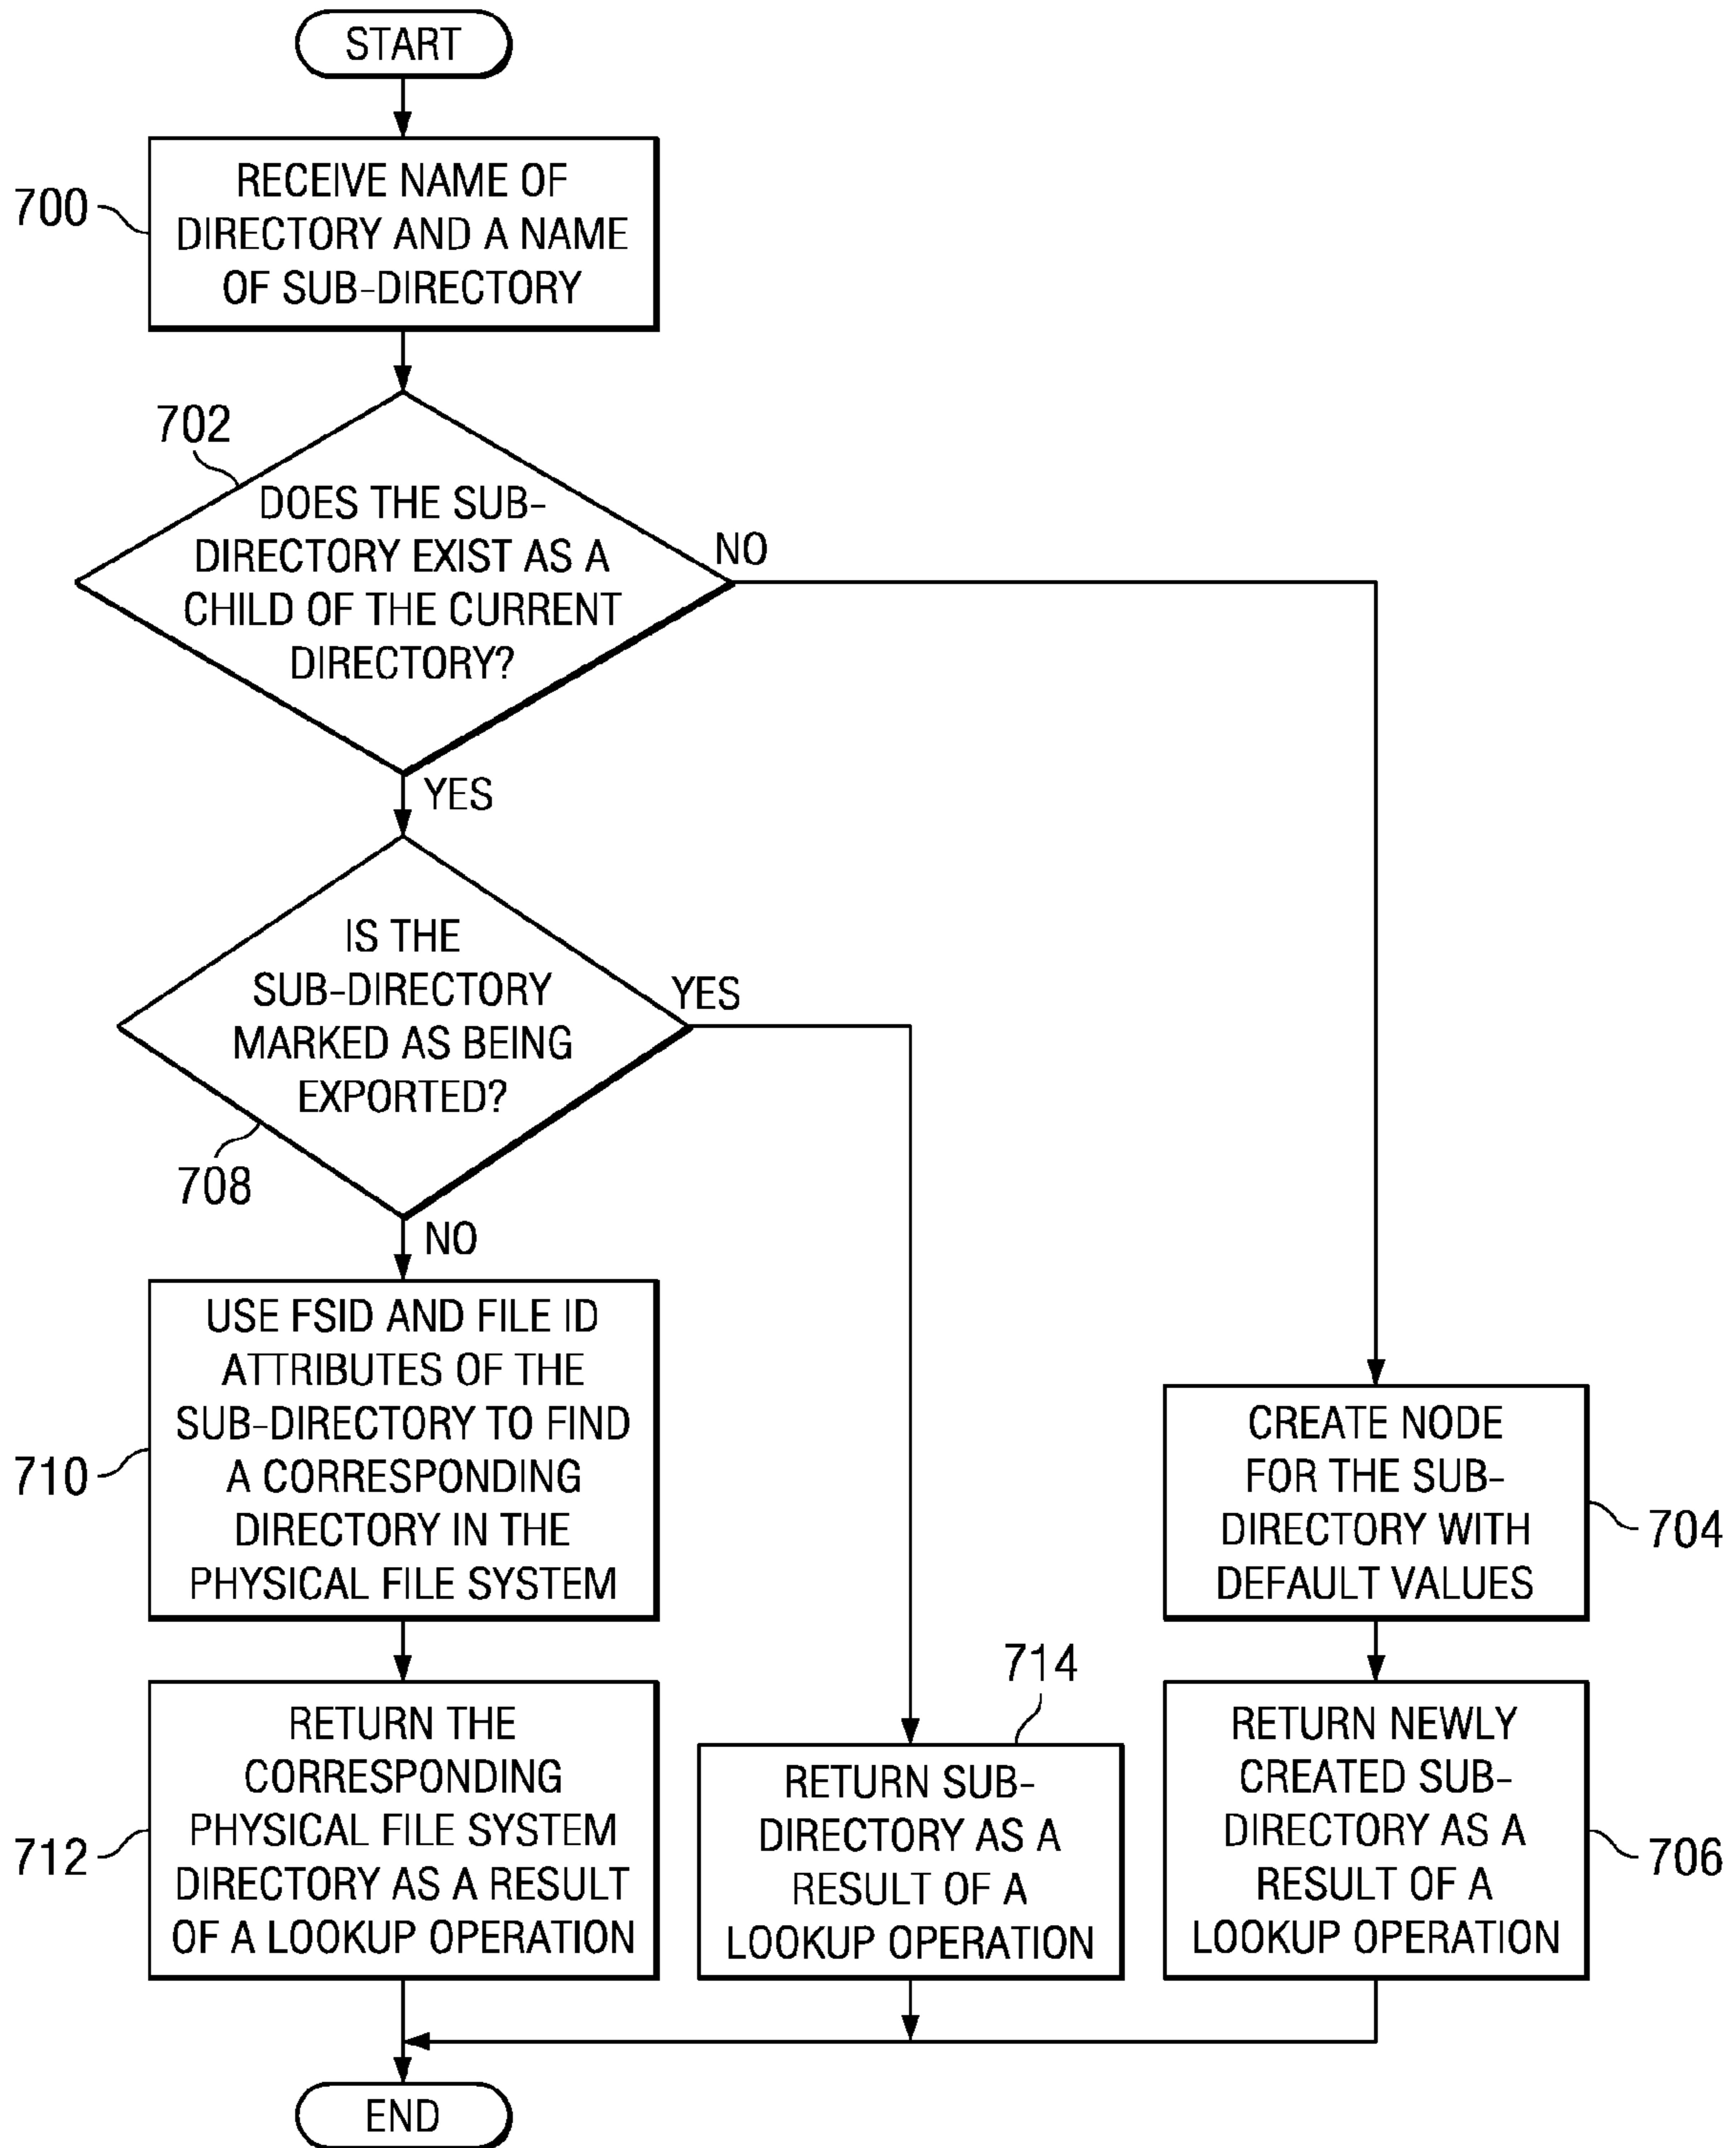 START
700
RECEIVE NAME OF
DIRECTORY AND A NAME
OF SUB-DIRECTORY
702
DOES THE SUB-
DIRECTORY EXIST AS A
CHILD OF THE CURRENT
DIRECTORY?
NO
YES
IS THE
SUB-DIRECTORY
MARKED AS BEING
EXPORTED?
YES
708
NO
710
USE FSID AND FILE ID
ATTRIBUTES OF THE
SUB-DIRECTORY TO FIND
A CORRESPONDING
DIRECTORY IN THE
PHYSICAL FILE SYSTEM
CREATE NODE
FOR THE SUB-
DIRECTORY WITH
DEFAULT VALUES
704
712
RETURN THE
CORRESPONDING
PHYSICAL FILE SYSTEM
DIRECTORY AS A RESULT
OF A LOOKUP OPERATION
714
RETURN SUB-
DIRECTORY AS A
RESULT OF A
LOOKUP OPERATION
RETURN NEWLY
CREATED SUB-
DIRECTORY AS A
RESULT OF A
LOOKUP OPERATION
706
END